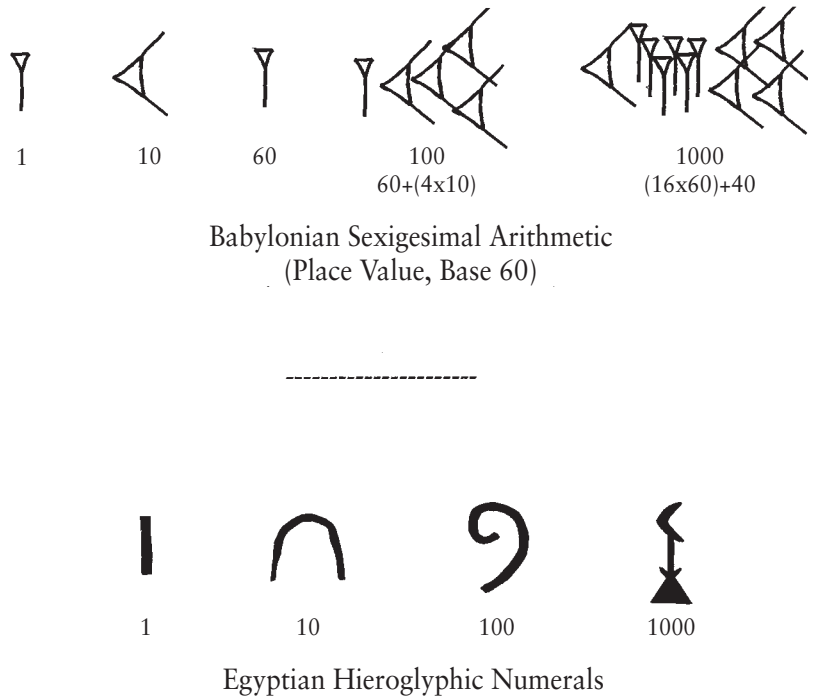 1 10 60 100 1000
60+(4x10) (16x60)+40
Babylonian Sexigesimal Arithmetic
(Place Value, Base 60)
----------------------
1 10 100 1000
Egyptian Hieroglyphic Numerals